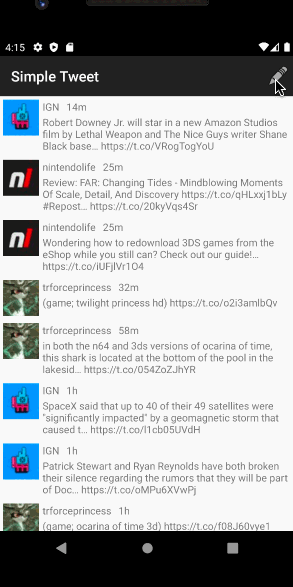 4:15
Simple Tweet
IGN 14m
Robert Downey Jr. will star in a new Amazon Studios
film by Lethal Weapon and The Nice Guys writer Shane
Black base… https://t.co/VRogTogYoU
nintendolife 25m
Review: FAR: Changing Tides - Mindblowing Moments
Of Scale, Detail, And Discovery https://t.co/qHLxxj1bLy
#Repost… https://t.co/20kyVqs4Sr
nintendolife 25m
Wondering how to redownload 3DS games from the
eShop while you still can? Check out our guide!…
https://t.co/iUFjlVr1O4
trforceprincess 32m
(game; twilight princess hd) https://t.co/o2i3amlbQv
trforceprincess 58m
in both the n64 and 3ds versions of ocarina of time,
this shark is located at the bottom of the pool in the
lakesid… https://t.co/054ZoZJhYR
IGN 1h
SpaceX said that up to 40 of their 49 satellites were
"significantly impacted" by a geomagnetic storm that
caused t… https://t.co/l1cb05UVdH
IGN 1h
Patrick Stewart and Ryan Reynolds have both broken
their silence regarding the rumors that they will be part
of Doc… https://t.co/oMPu6XVwPj
trforceprincess 1h
(game; ocarina of time 3d) https://t.co/f08J60vye1